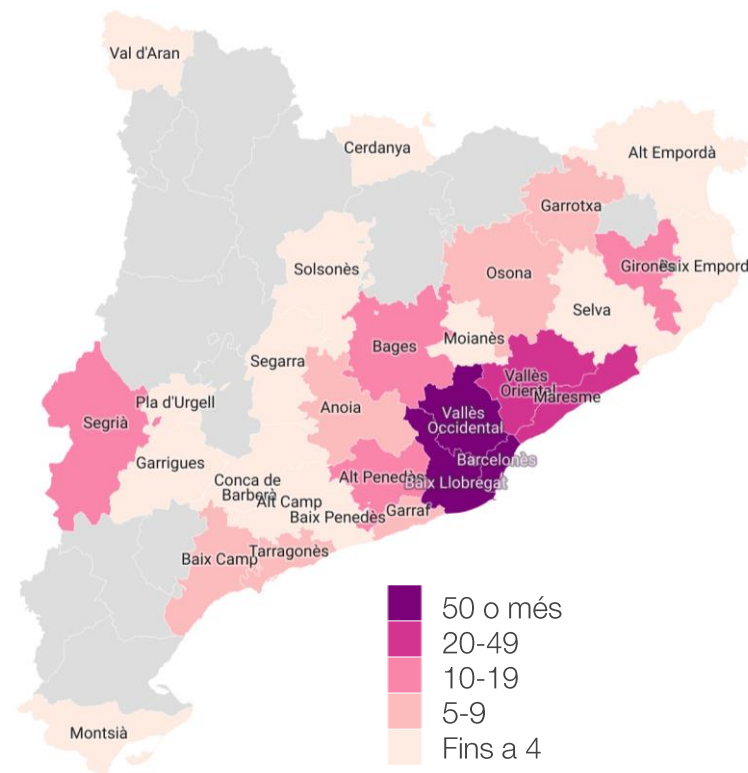 Val d'Aran
Cerdanya
Alt Empordà
Garrotxa
Solsonès
Osona
Gironès
Baix Empord
Selva
Bages
Moianès
Segarra
Vallès
Oriental
Maresme
Pla d'Urgell
Anoia
Segrià
Vallès
Occidental
Barcelonès
Garrigues
Alt Penedès
Baix Llobregat
Conca de
Barberà
Alt Camp
Baix Penedès
Garraf
Baix Camp
Tarragonès
50 o més
20-49
10-19
5-9
Fins a 4
Montsià